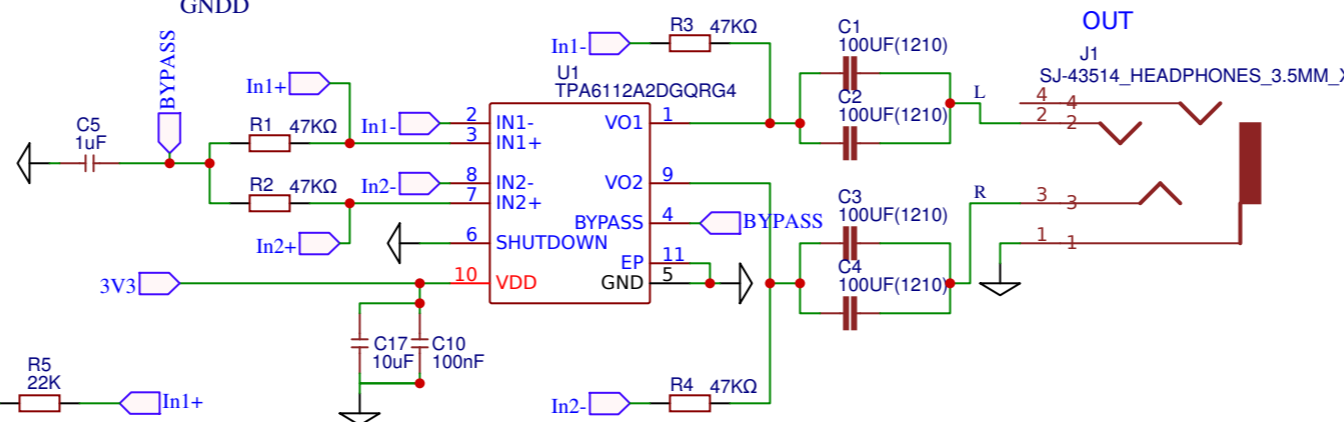 GNDD
BYPASS
C5
1uF
In1+
R1 47KΩ
R2 47KΩ
In2+
In1-
In2-
In1-
R3 47KΩ
U1
TPA6112A2DGQRG4
2 IN1-
3 IN1+
8 IN2-
7 IN2+
6 SHUTDOWN
10 VDD
VO1 1
VO2 9
BYPASS 4
BYPASS
EP 11
GND 5
3V3
C17
10uF
C10
100nF
R5
22K
In1+
In2-
R4 47KΩ
C1
100UF(1210)
C2
100UF(1210)
C3
100UF(1210)
C4
100UF(1210)
OUT
J1
SJ-43514_HEADPHONES_3.5MM_
L
R
4 4
2 2
3 3
1 1